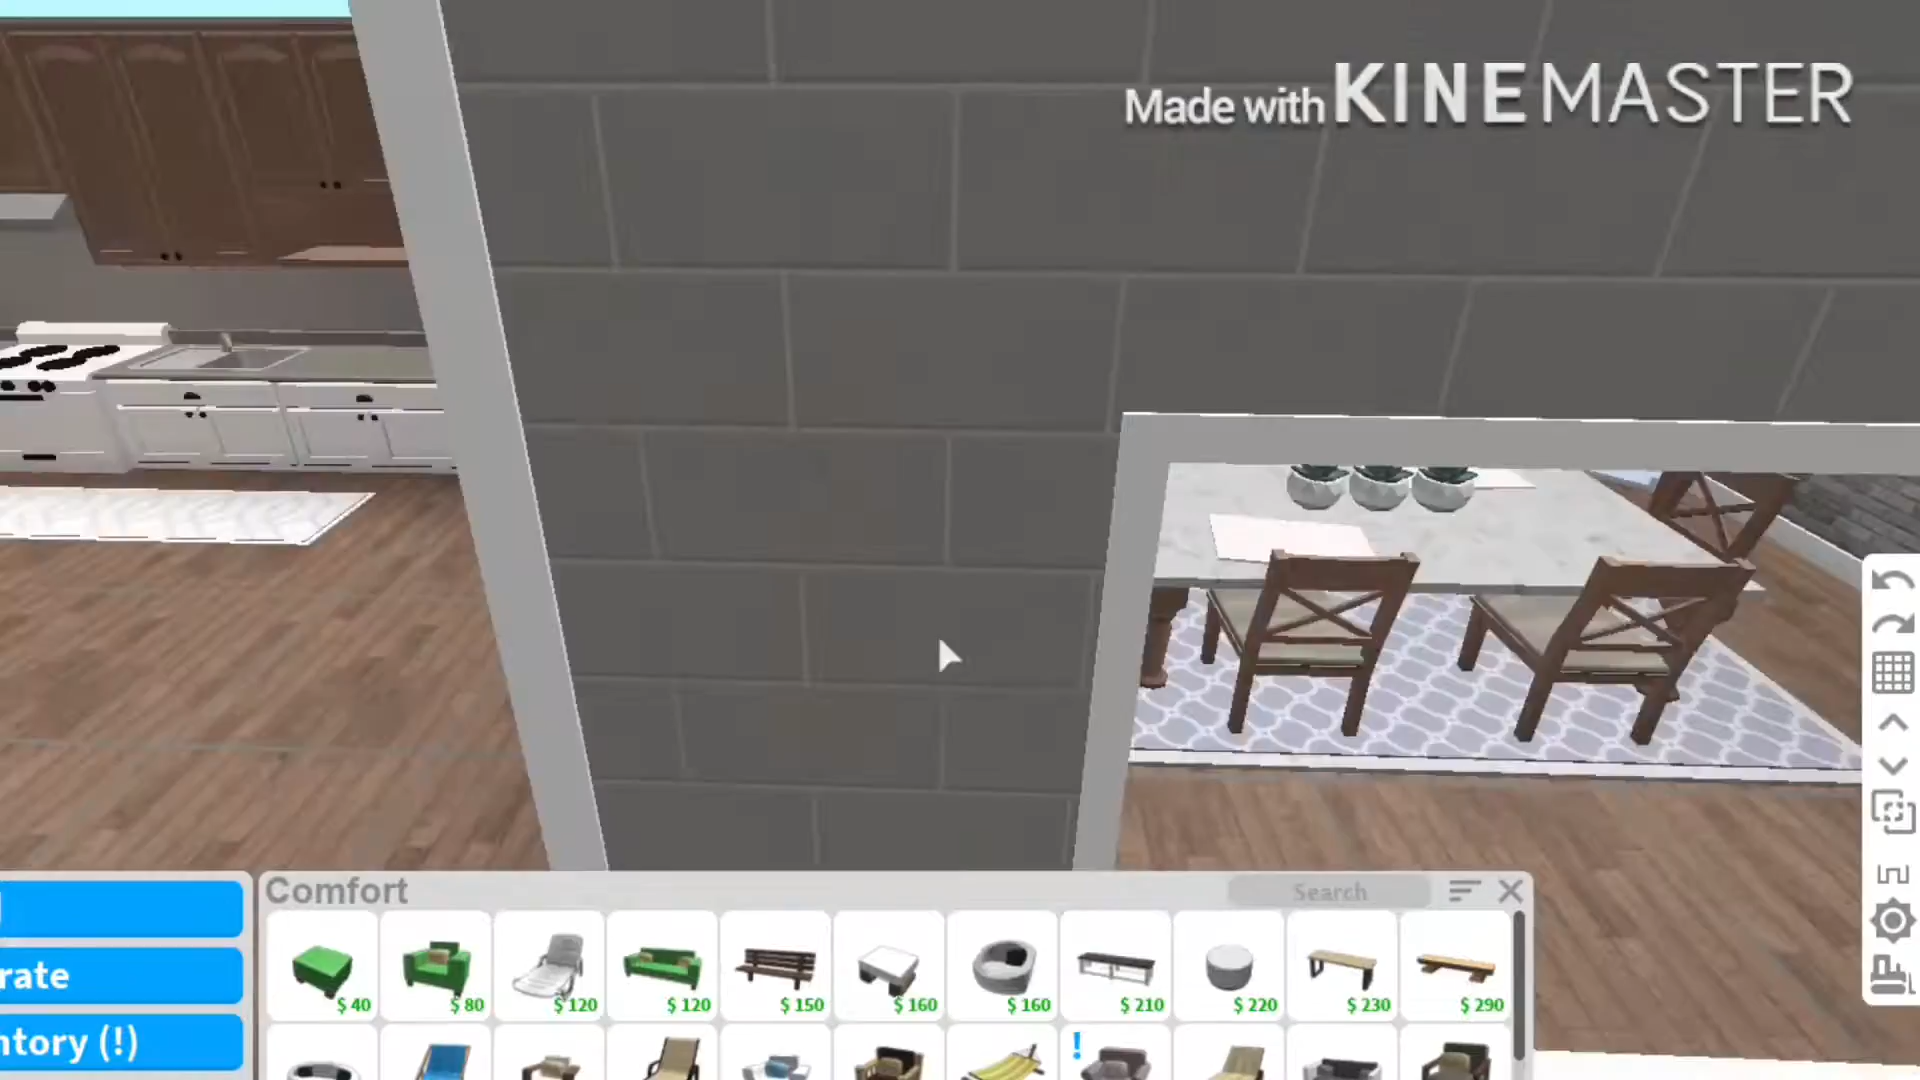 Made with KINEMASTER
Comfort
Search
rate
ntory (!)
$ 40
$ 80
$ 120
$ 120
$ 150
$ 160
$ 160
$ 210
$ 220
$ 230
$ 290
!